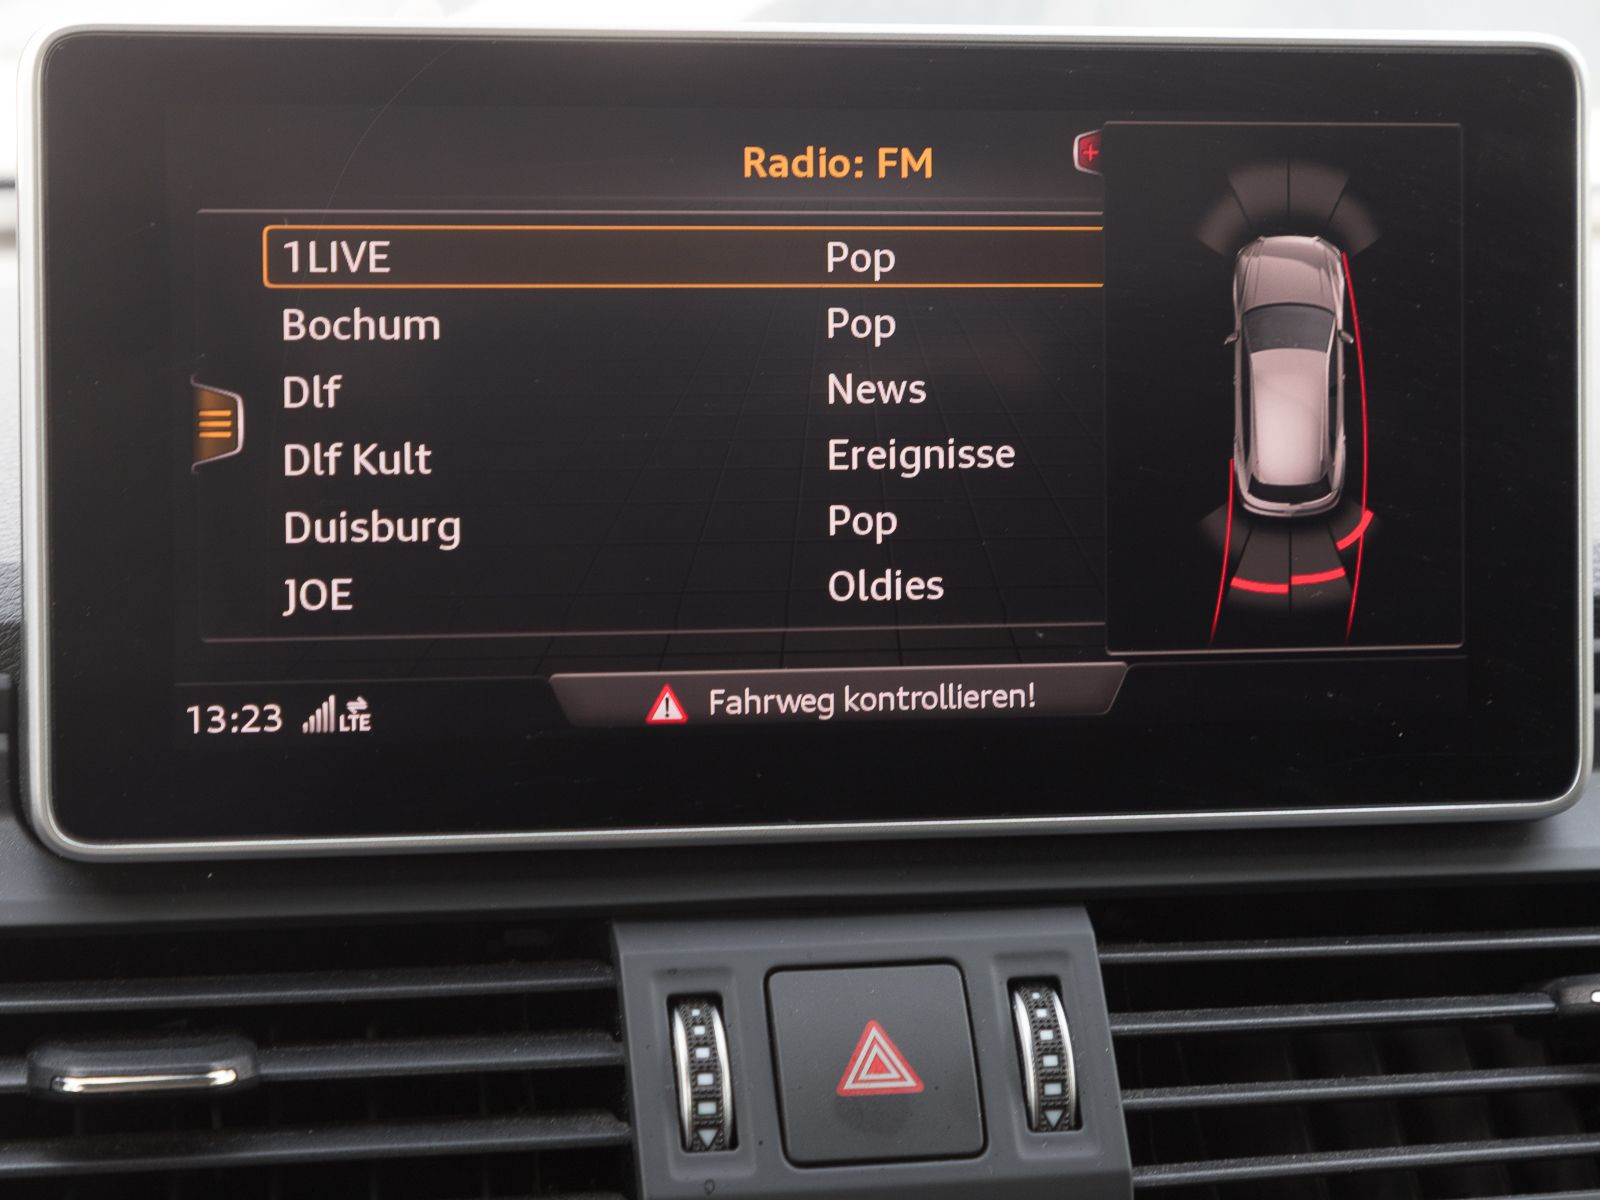 Radio: FM
1LIVE Pop
Bochum Pop
Dlf News
Dlf Kult Ereignisse
Duisburg Pop
JOE Oldies
13:23 LTE Fahrweg kontrollieren!